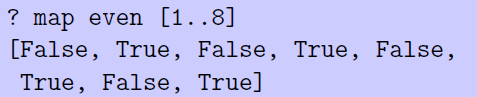 ? map even [1..8]
[False, True, False, True, False,
True, False, True]